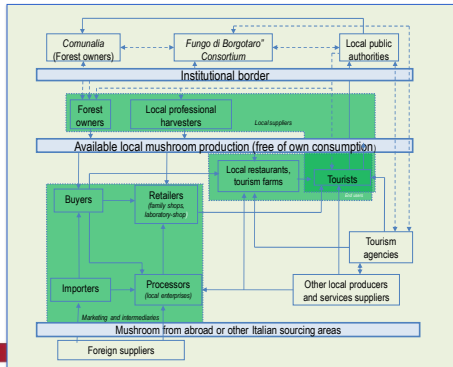 Comunalia
(Forest owners)
Fungo di Borgotaro"
Consortium
Local public
authorities
Institutional border
Forest
owners
Local professional
harvesters
Local suppliers
Available local mushroom production (free of own consumption)
Local restaurants,
tourism farms
Tourists
End users
Buyers
Retailers
(family shops,
laboratory-shop)
Tourism
agencies
Importers
Processors
(local enterprises)
Other local producers
and services suppliers
Marketing and intermediaries
Mushroom from abroad or other Italian sourcing areas
Foreign suppliers